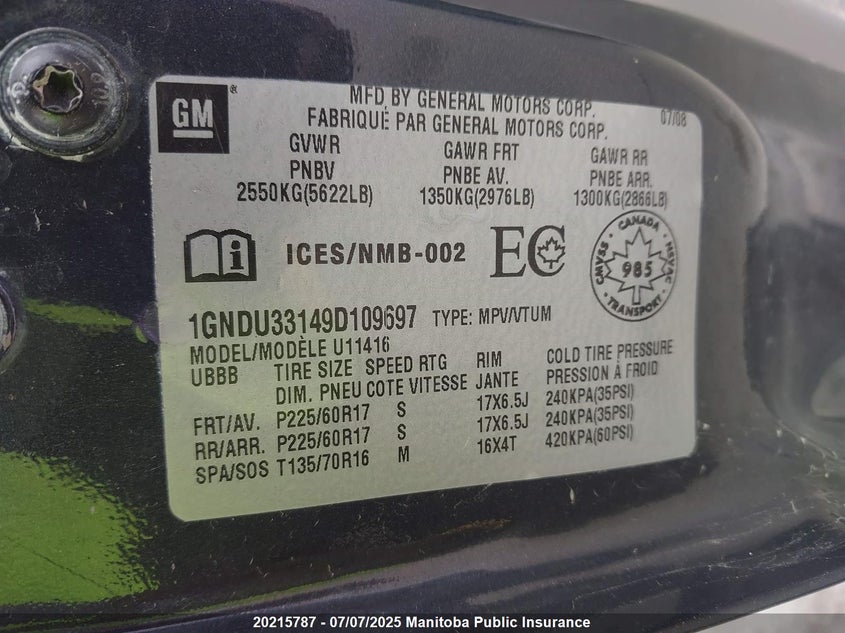 GM
MFD BY GENERAL MOTORS CORP. 07/08
FABRIQUÉ PAR GENERAL MOTORS CORP.
GVWR GAWR FRT GAWR RR
PNBV PNBE AV. PNBE ARR.
2550KG(5622LB) 1350KG(2976LB) 1300KG(2866LB)
i ICES/NMB-002 EC CANADA CMVSS NSVAC 985 TRANSPORT
1GNDU33149D109697 TYPE: MPV/VTUM
MODEL/MODÈLE U11416
UBBB TIRE SIZE SPEED RTG RIM COLD TIRE PRESSURE
DIM. PNEU COTE VITESSE JANTE PRESSION À FROID
FRT/AV. P225/60R17 S 17X6.5J 240KPA(35PSI)
RR/ARR. P225/60R17 S 17X6.5J 240KPA(35PSI)
SPA/SOS T135/70R16 M 16X4T 420KPA(60PSI)
20215787 - 07/07/2025 Manitoba Public Insurance